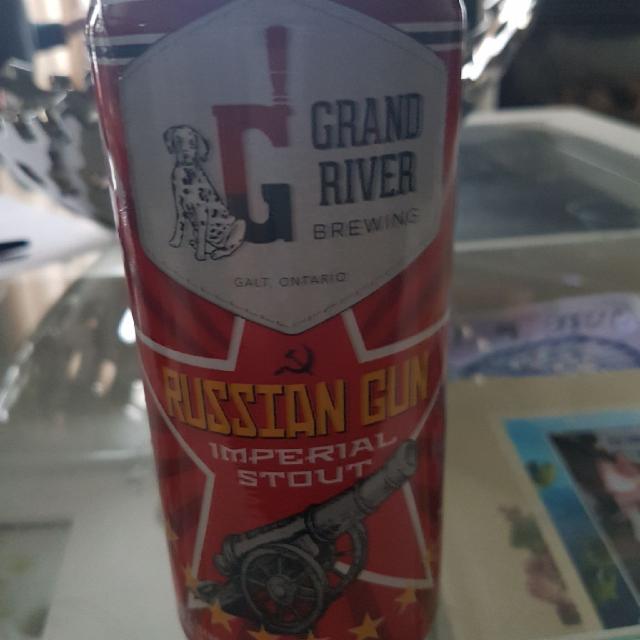 G
GRAND
RIVER
BREWING
GALT, ONTARIO
RUSSIAN GUN
IMPERIAL
STOUT